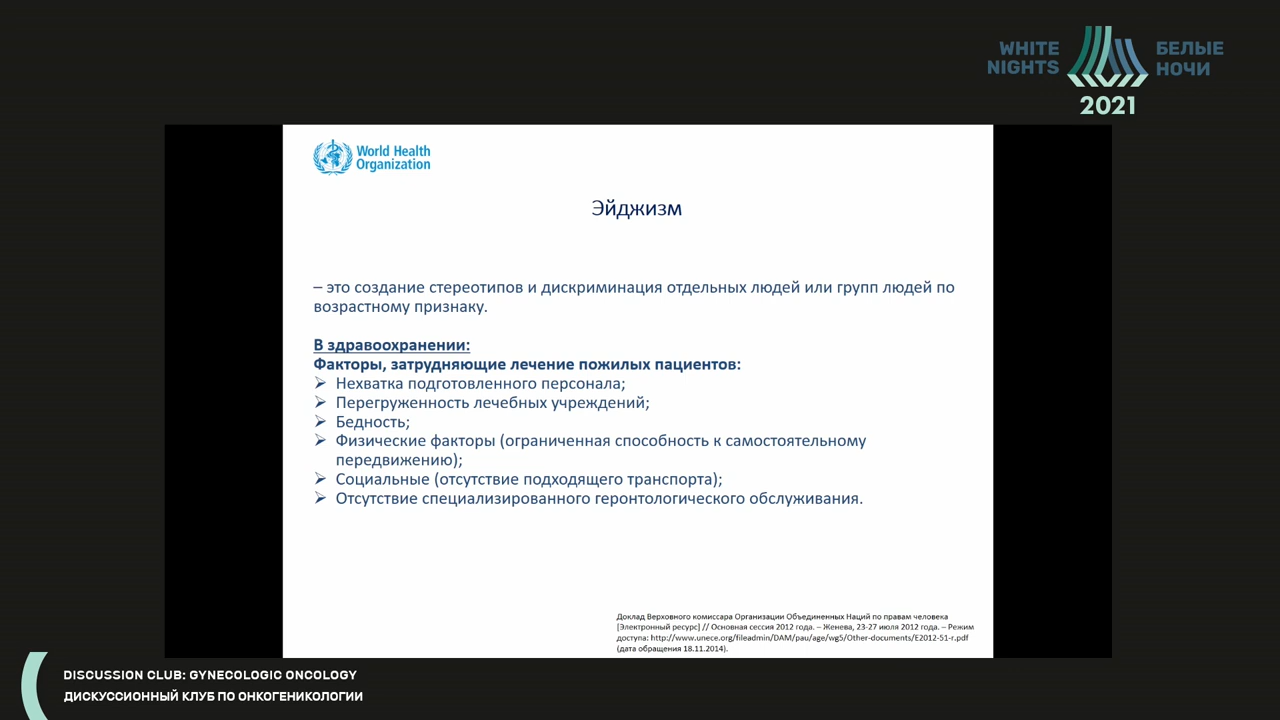 WHITE NIGHTS
БЕЛЫЕ НОЧИ
2021
World Health
Organization
Эйджизм
– это создание стереотипов и дискриминация отдельных людей или групп людей по
возрастному признаку.
В здравоохранении:
Факторы, затрудняющие лечение пожилых пациентов:
➢ Нехватка подготовленного персонала;
➢ Перегруженность лечебных учреждений;
➢ Бедность;
➢ Физические факторы (ограниченная способность к самостоятельному
передвижению);
➢ Социальные (отсутствие подходящего транспорта);
➢ Отсутствие специализированного геронтологического обслуживания.
Доклад Верховного комиссара Организации Объединенных Наций по правам человека
[Электронный ресурс] // Основная сессия 2012 года. – Женева, 23-27 июля 2012 года. – Режим
доступа: http://www.unece.org/fileadmin/DAM/pau/age/wg5/Other-documents/E2012-51-r.pdf
(дата обращения 18.11.2014).
DISCUSSION CLUB: GYNECOLOGIC ONCOLOGY
ДИСКУССИОННЫЙ КЛУБ ПО ОНКОГЕНИКОЛОГИИ